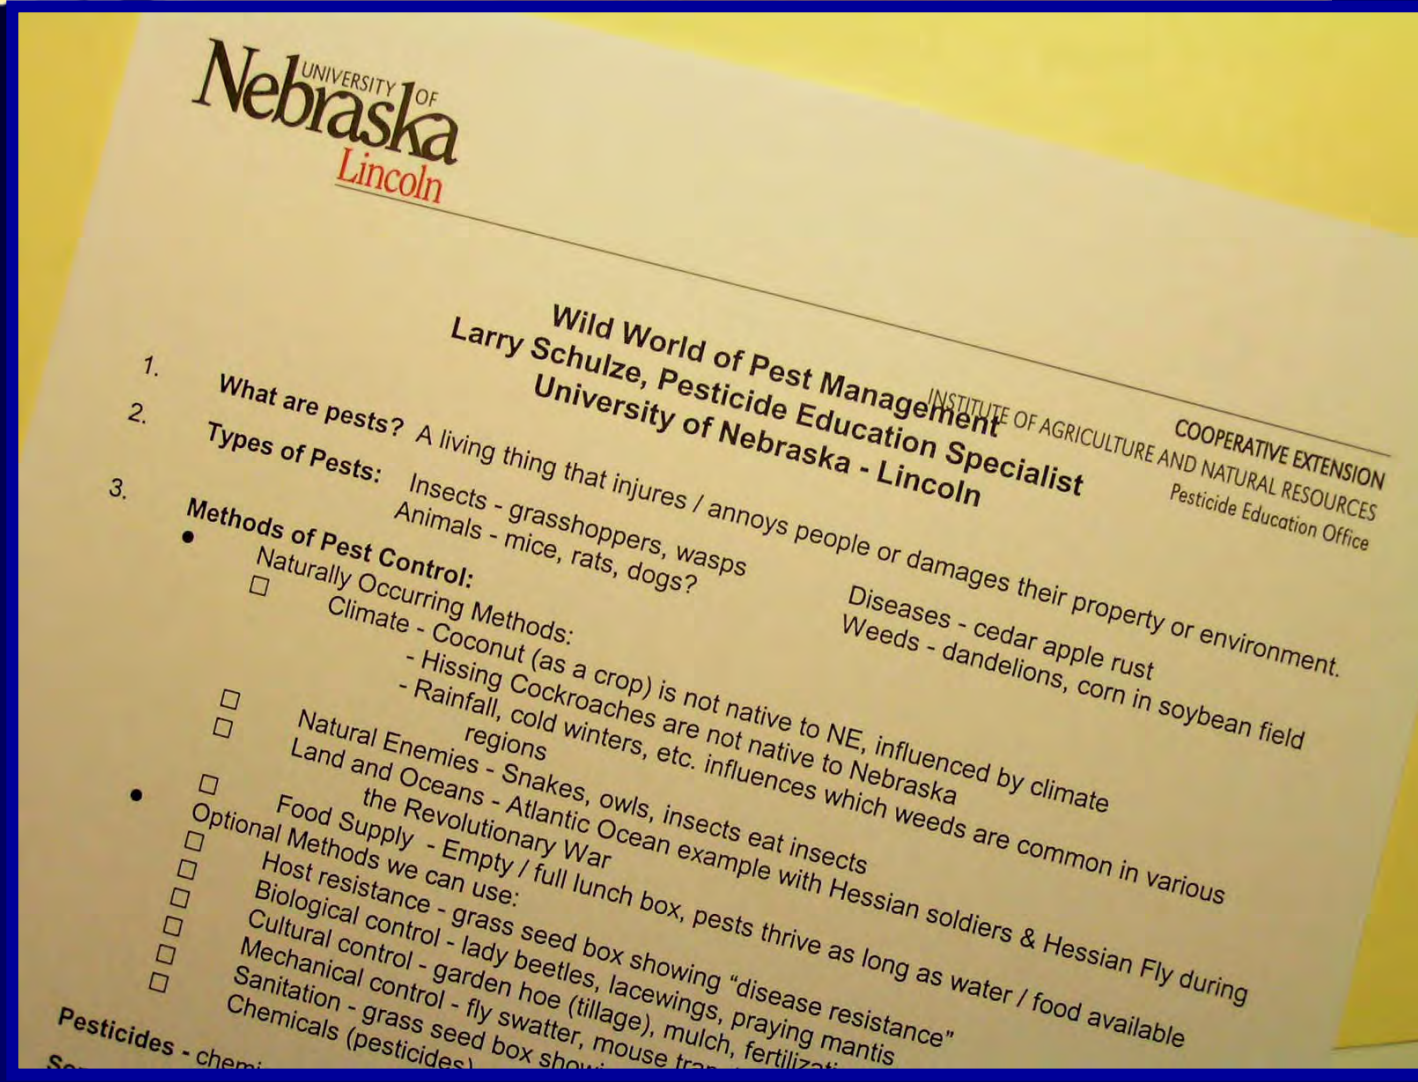 UNIVERSITY OF
Nebraska
Lincoln
COOPERATIVE EXTENSION
INSTITUTE OF AGRICULTURE AND NATURAL RESOURCES
Pesticide Education Office
Wild World of Pest Management
Larry Schulze, Pesticide Education Specialist
University of Nebraska - Lincoln
1. What are pests? A living thing that injures / annoys people or damages their property or environment.
2. Types of Pests: Insects - grasshoppers, wasps Diseases - cedar apple rust
Animals - mice, rats, dogs? Weeds - dandelions, corn in soybean field
3. Methods of Pest Control:
• Naturally Occurring Methods:
□ Climate - Coconut (as a crop) is not native to NE, influenced by climate
- Hissing Cockroaches are not native to Nebraska
- Rainfall, cold winters, etc. influences which weeds are common in various
regions
□ Natural Enemies - Snakes, owls, insects eat insects
□ Land and Oceans - Atlantic Ocean example with Hessian soldiers & Hessian Fly during
the Revolutionary War
□ Food Supply - Empty / full lunch box, pests thrive as long as water / food available
• Optional Methods we can use:
□ Host resistance - grass seed box showing “disease resistance”
□ Biological control - lady beetles, lacewings, praying mantis
□ Cultural control - garden hoe (tillage), mulch,
□ Mechanical control - fly swatter, mouse
□ Sanitation - grass seed box
□ Chemicals (pesticides)
Pesticides -